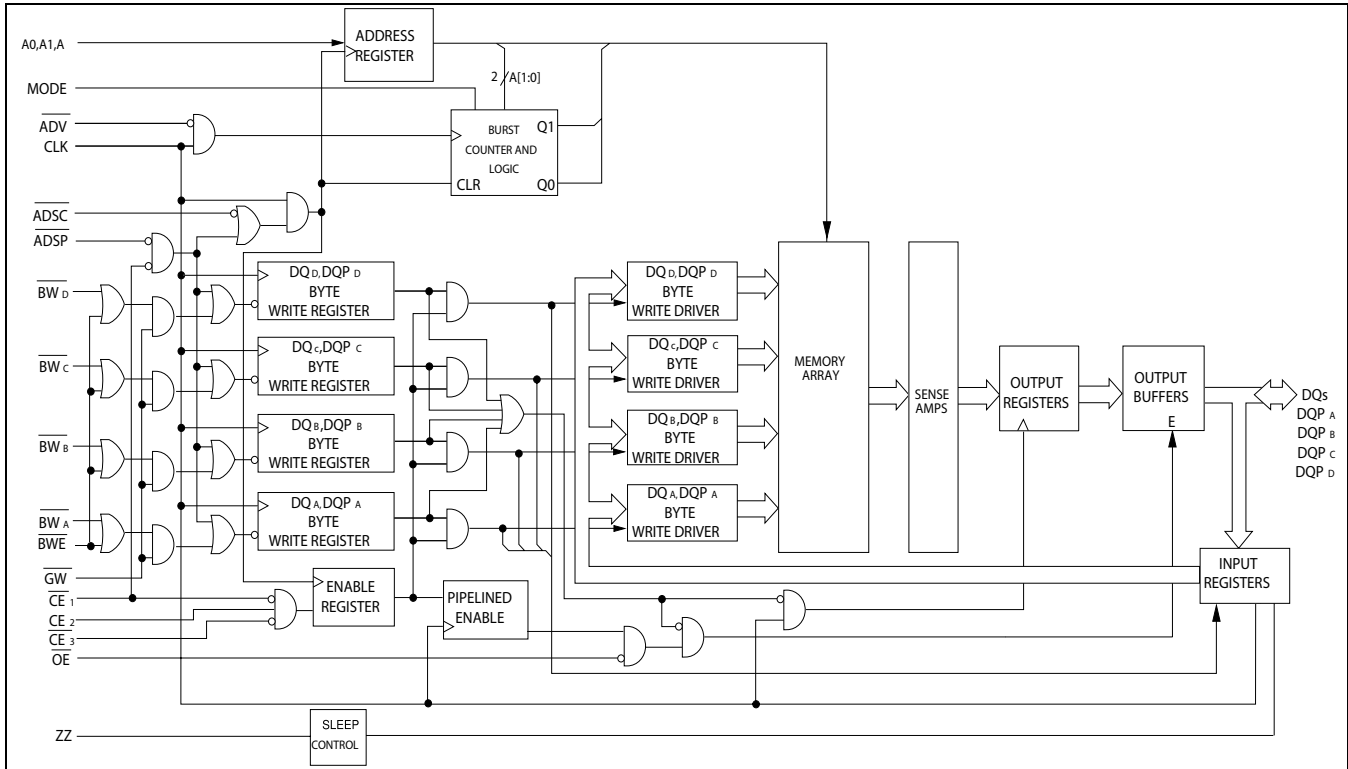 A0,A1,A
ADDRESS
REGISTER
MODE
2 A[1:0]
ADV
CLK
BURST
COUNTER AND
LOGIC
CLR
Q1
Q0
ADSC
ADSP
BW D
BW C
BW B
BW A
BWE
GW
CE 1
CE 2
CE 3
OE
ZZ
DQ D, DQP D
BYTE
WRITE REGISTER
DQ c, DQP C
BYTE
WRITE REGISTER
DQ B, DQP B
BYTE
WRITE REGISTER
DQ A, DQP A
BYTE
WRITE REGISTER
ENABLE
REGISTER
PIPELINED
ENABLE
SLEEP
CONTROL
DQ D, DQP D
BYTE
WRITE DRIVER
DQ c, DQP C
BYTE
WRITE DRIVER
DQ B, DQP B
BYTE
WRITE DRIVER
DQ A, DQP A
BYTE
WRITE DRIVER
MEMORY
ARRAY
SENSE
AMPS
OUTPUT
REGISTERS
OUTPUT
BUFFERS
E
DQs
DQP A
DQP B
DQP C
DQP D
INPUT
REGISTERS